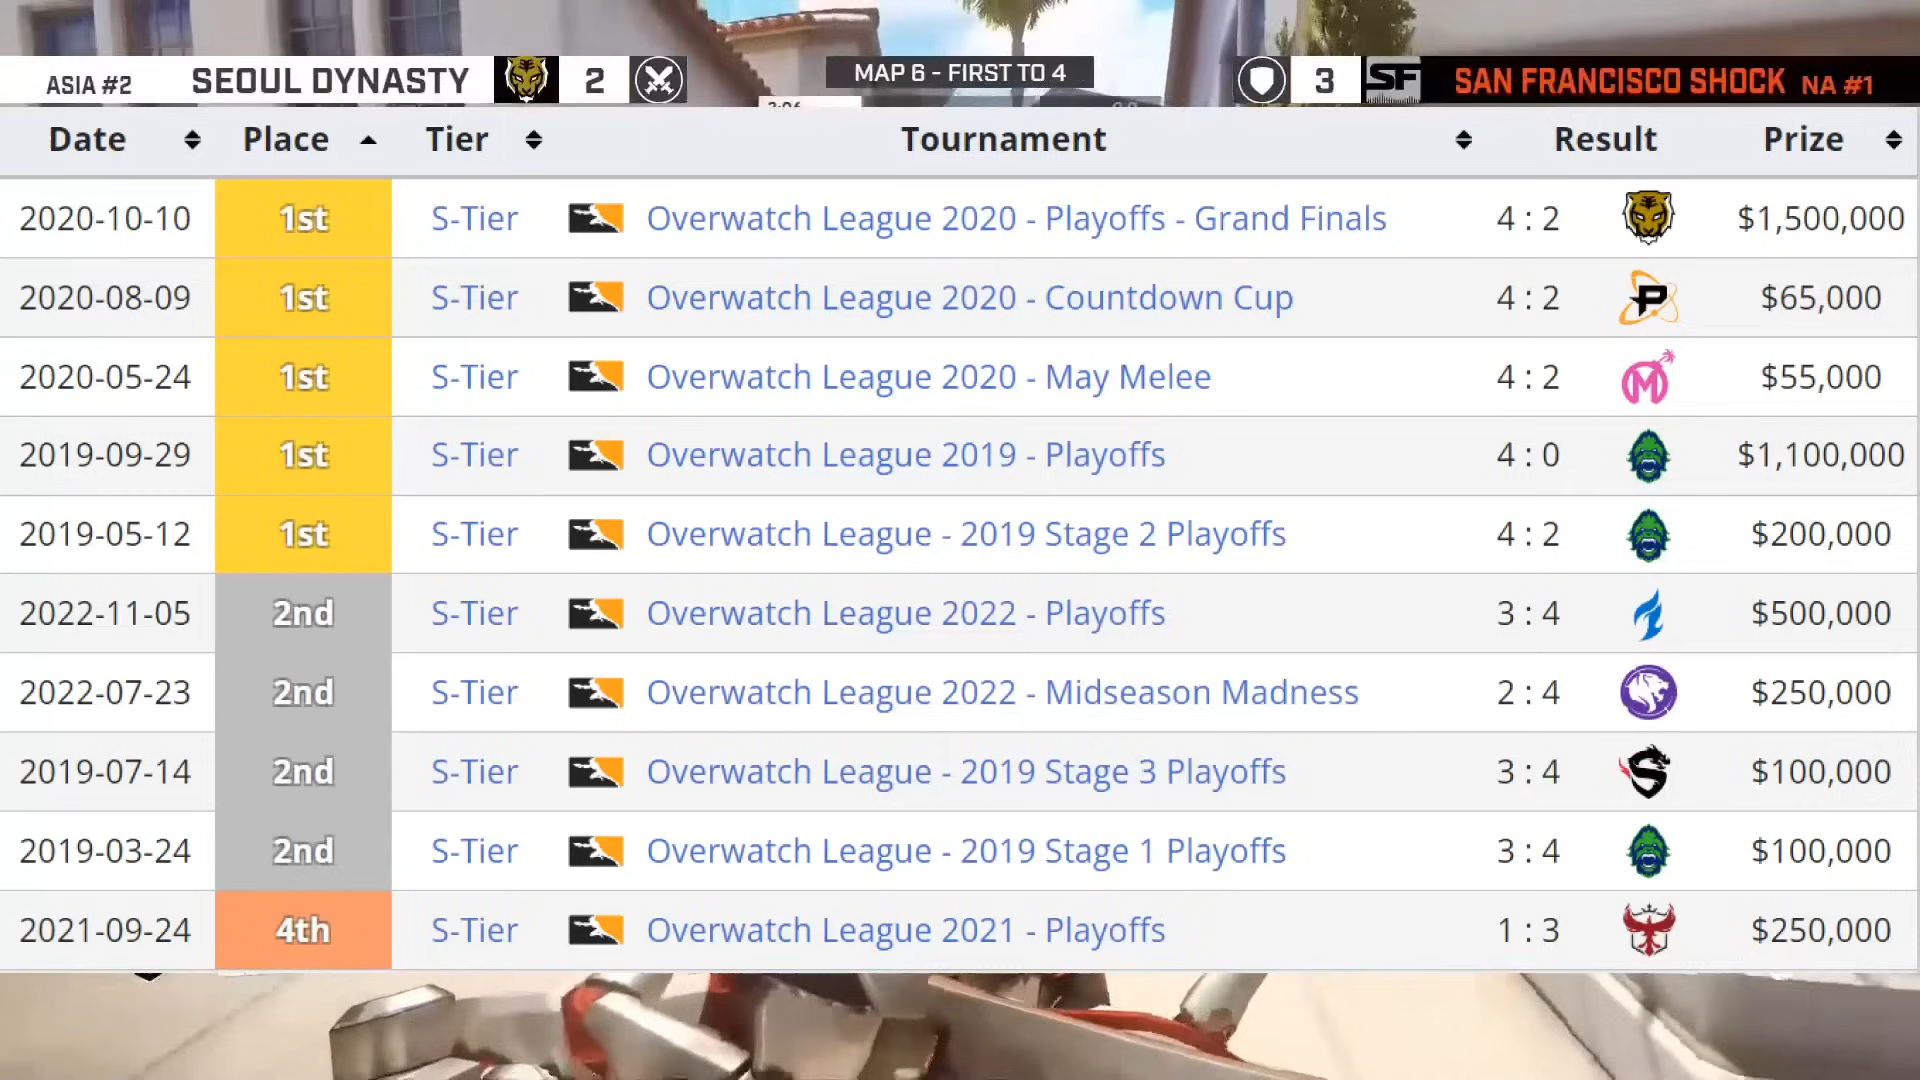 ASIA #2 SEOUL DYNASTY 2 MAP 6 - FIRST TO 4 3 SF SAN FRANCISCO SHOCK NA #1
Date Place Tier Tournament Result Prize
2020-10-10 1st S-Tier Overwatch League 2020 - Playoffs - Grand Finals 4 : 2 $1,500,000
2020-08-09 1st S-Tier Overwatch League 2020 - Countdown Cup 4 : 2 P $65,000
2020-05-24 1st S-Tier Overwatch League 2020 - May Melee 4 : 2 M $55,000
2019-09-29 1st S-Tier Overwatch League 2019 - Playoffs 4 : 0 $1,100,000
2019-05-12 1st S-Tier Overwatch League - 2019 Stage 2 Playoffs 4 : 2 $200,000
2022-11-05 2nd S-Tier Overwatch League 2022 - Playoffs 3 : 4 $500,000
2022-07-23 2nd S-Tier Overwatch League 2022 - Midseason Madness 2 : 4 $250,000
2019-07-14 2nd S-Tier Overwatch League - 2019 Stage 3 Playoffs 3 : 4 S $100,000
2019-03-24 2nd S-Tier Overwatch League - 2019 Stage 1 Playoffs 3 : 4 $100,000
2021-09-24 4th S-Tier Overwatch League 2021 - Playoffs 1 : 3 $250,000